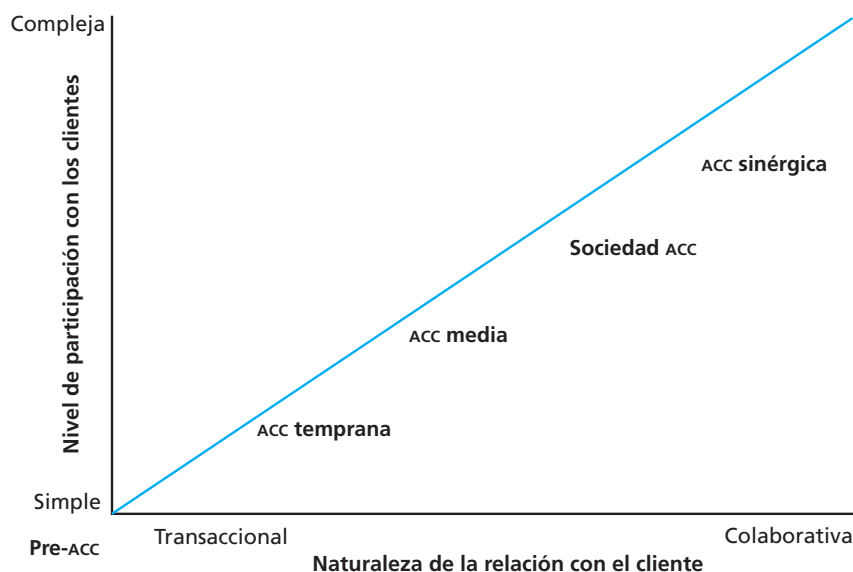 Compleja
Nivel de participación con los clientes
ACC sinérgica
Sociedad ACC
ACC media
ACC temprana
Simple
Pre-ACC
Transaccional
Colaborativa
Naturaleza de la relación con el cliente